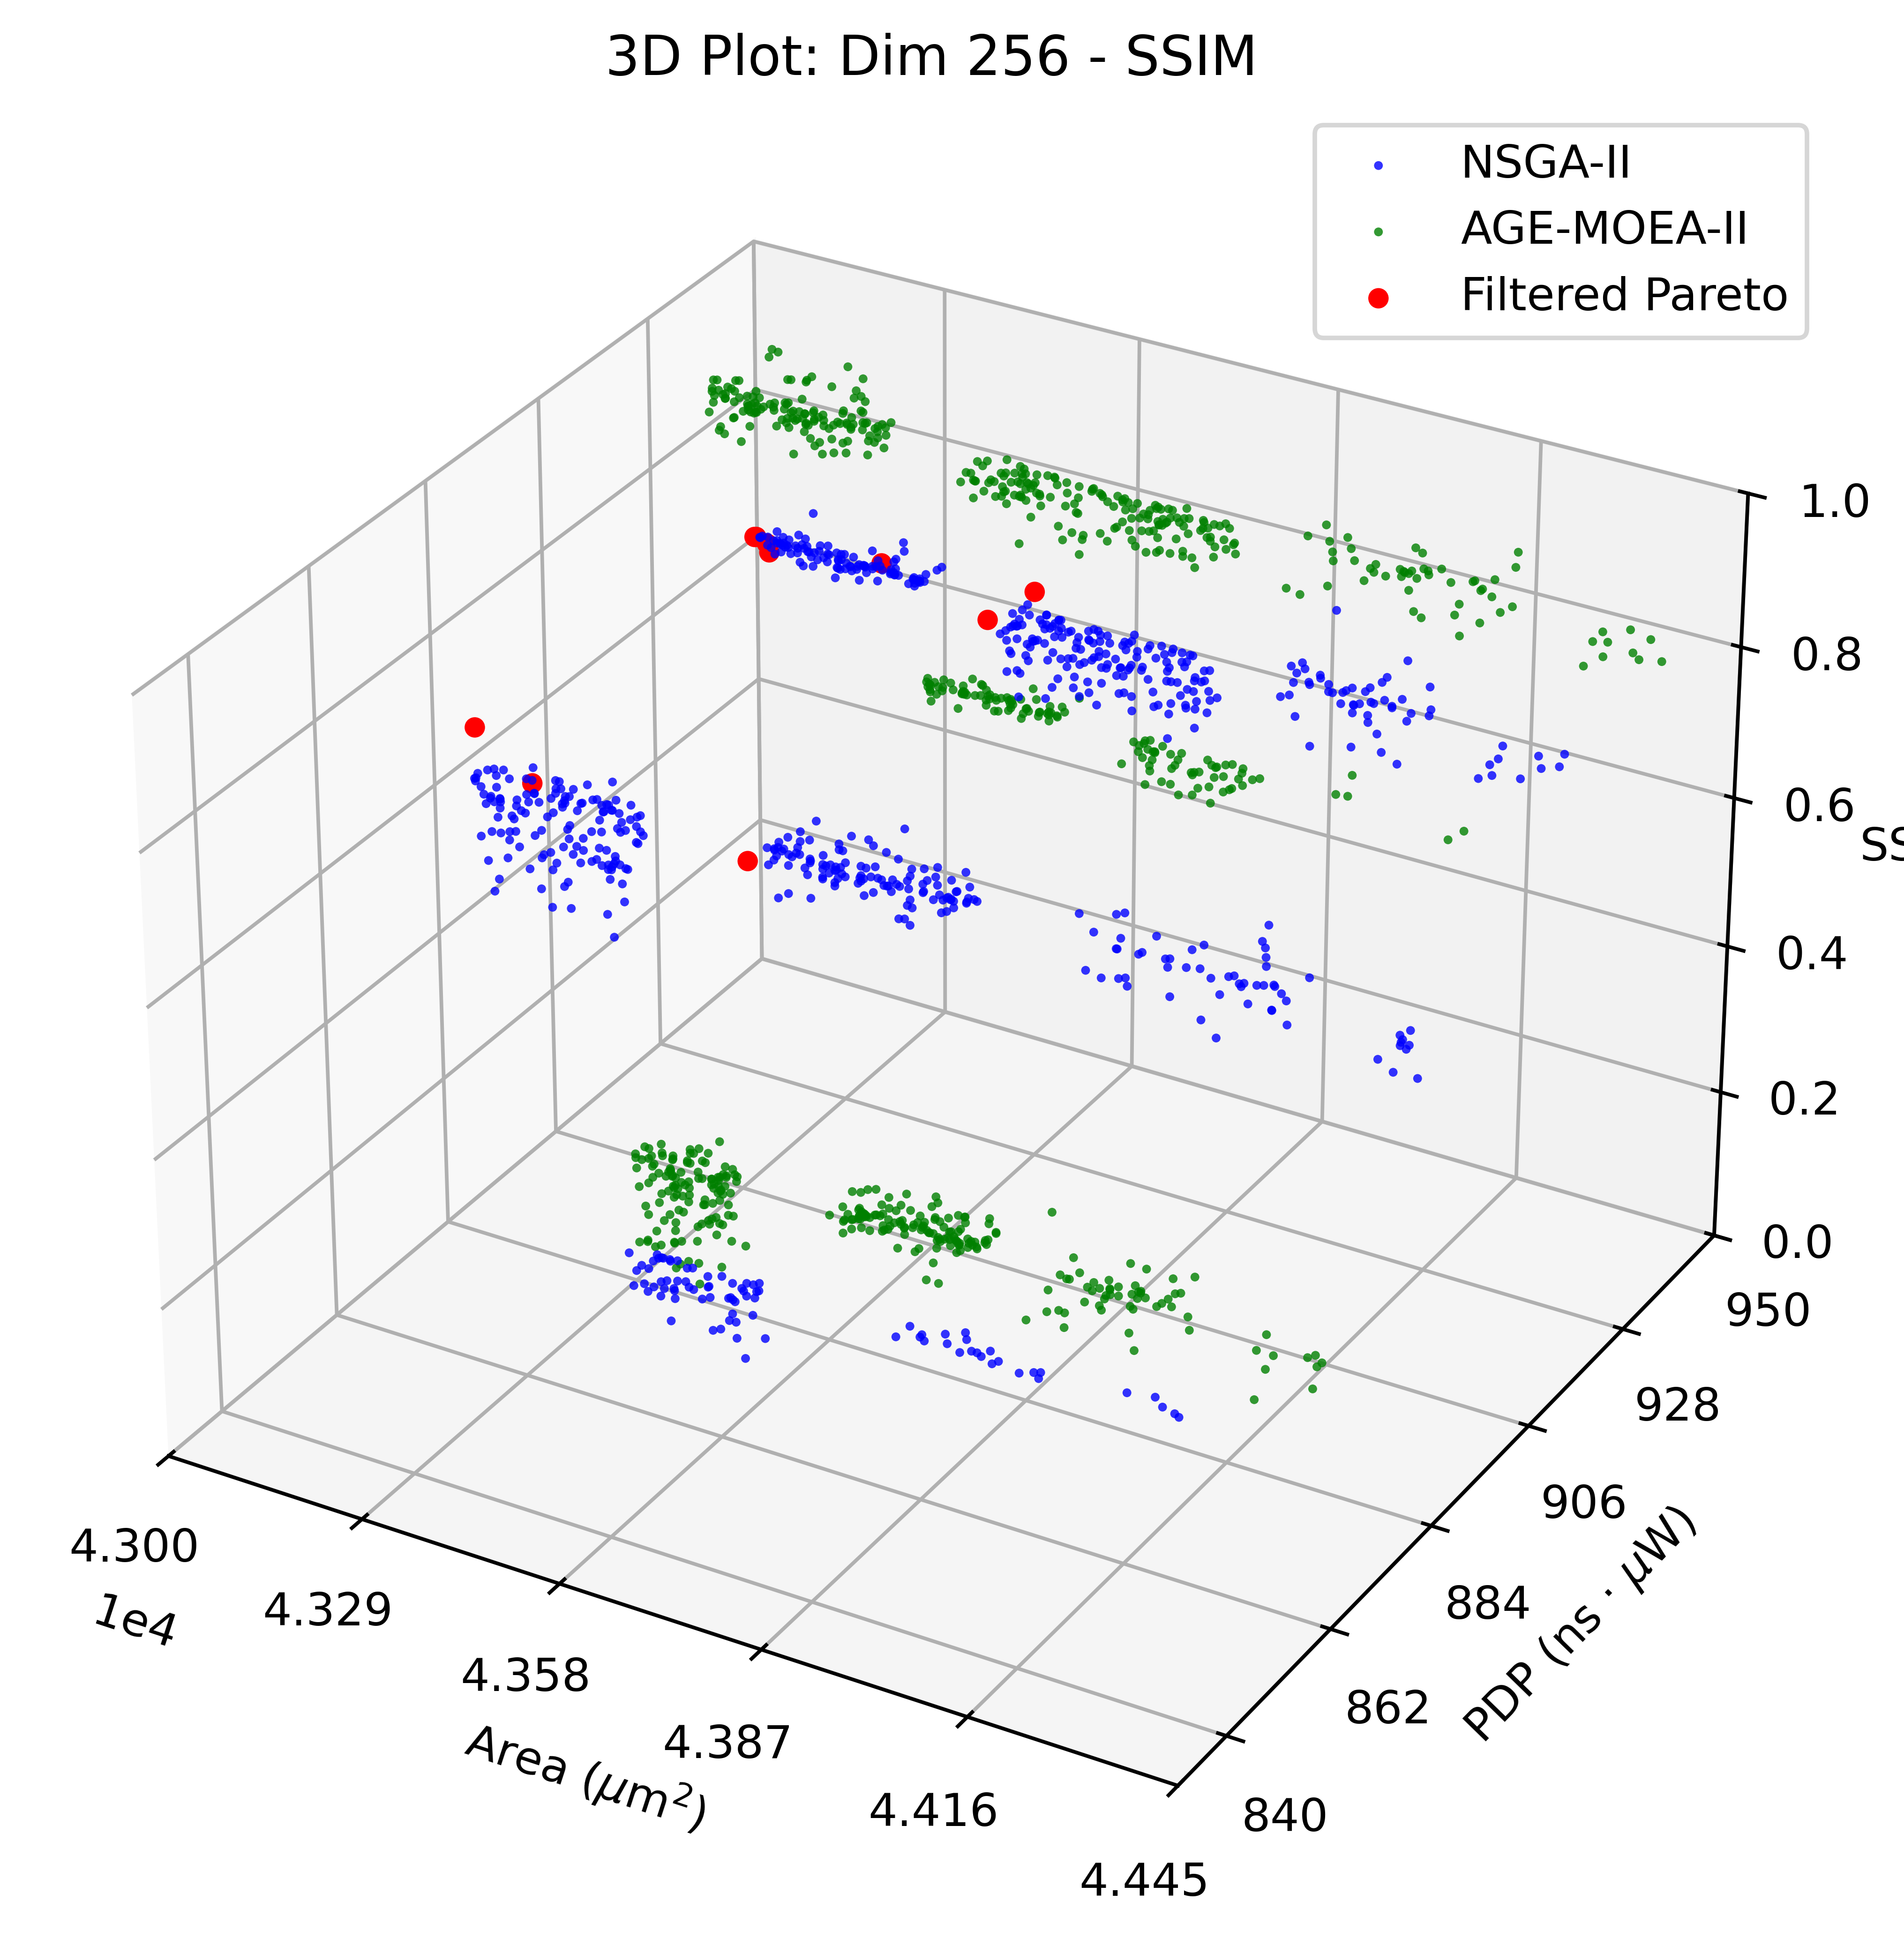 3D Plot: Dim 256 - SSIM
NSGA-II
AGE-MOEA-II
Filtered Pareto
1.0
0.8
0.6
SS
0.4
0.2
0.0
950
928
906
884
862
840
PDP (ns · μW)
4.300
4.329
4.358
4.387
4.416
4.445
1e4
Area (μm²)